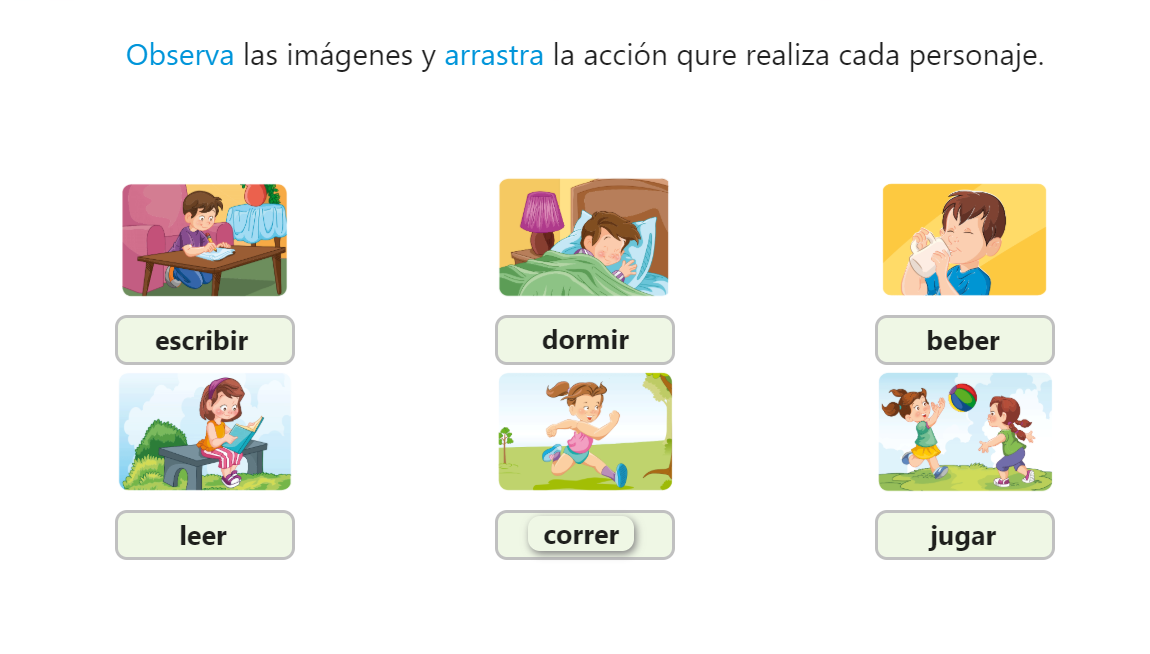 Observa las imágenes y arrastra la acción qure realiza cada personaje.
escribir
dormir
beber
leer
correr
jugar